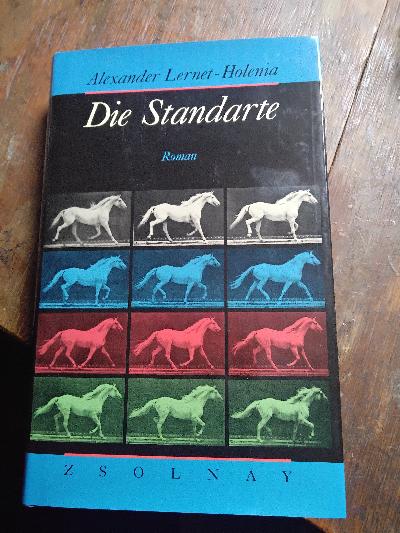 Alexander Lernet-Holenia
Die Standarte
Roman
ZSOLNAY